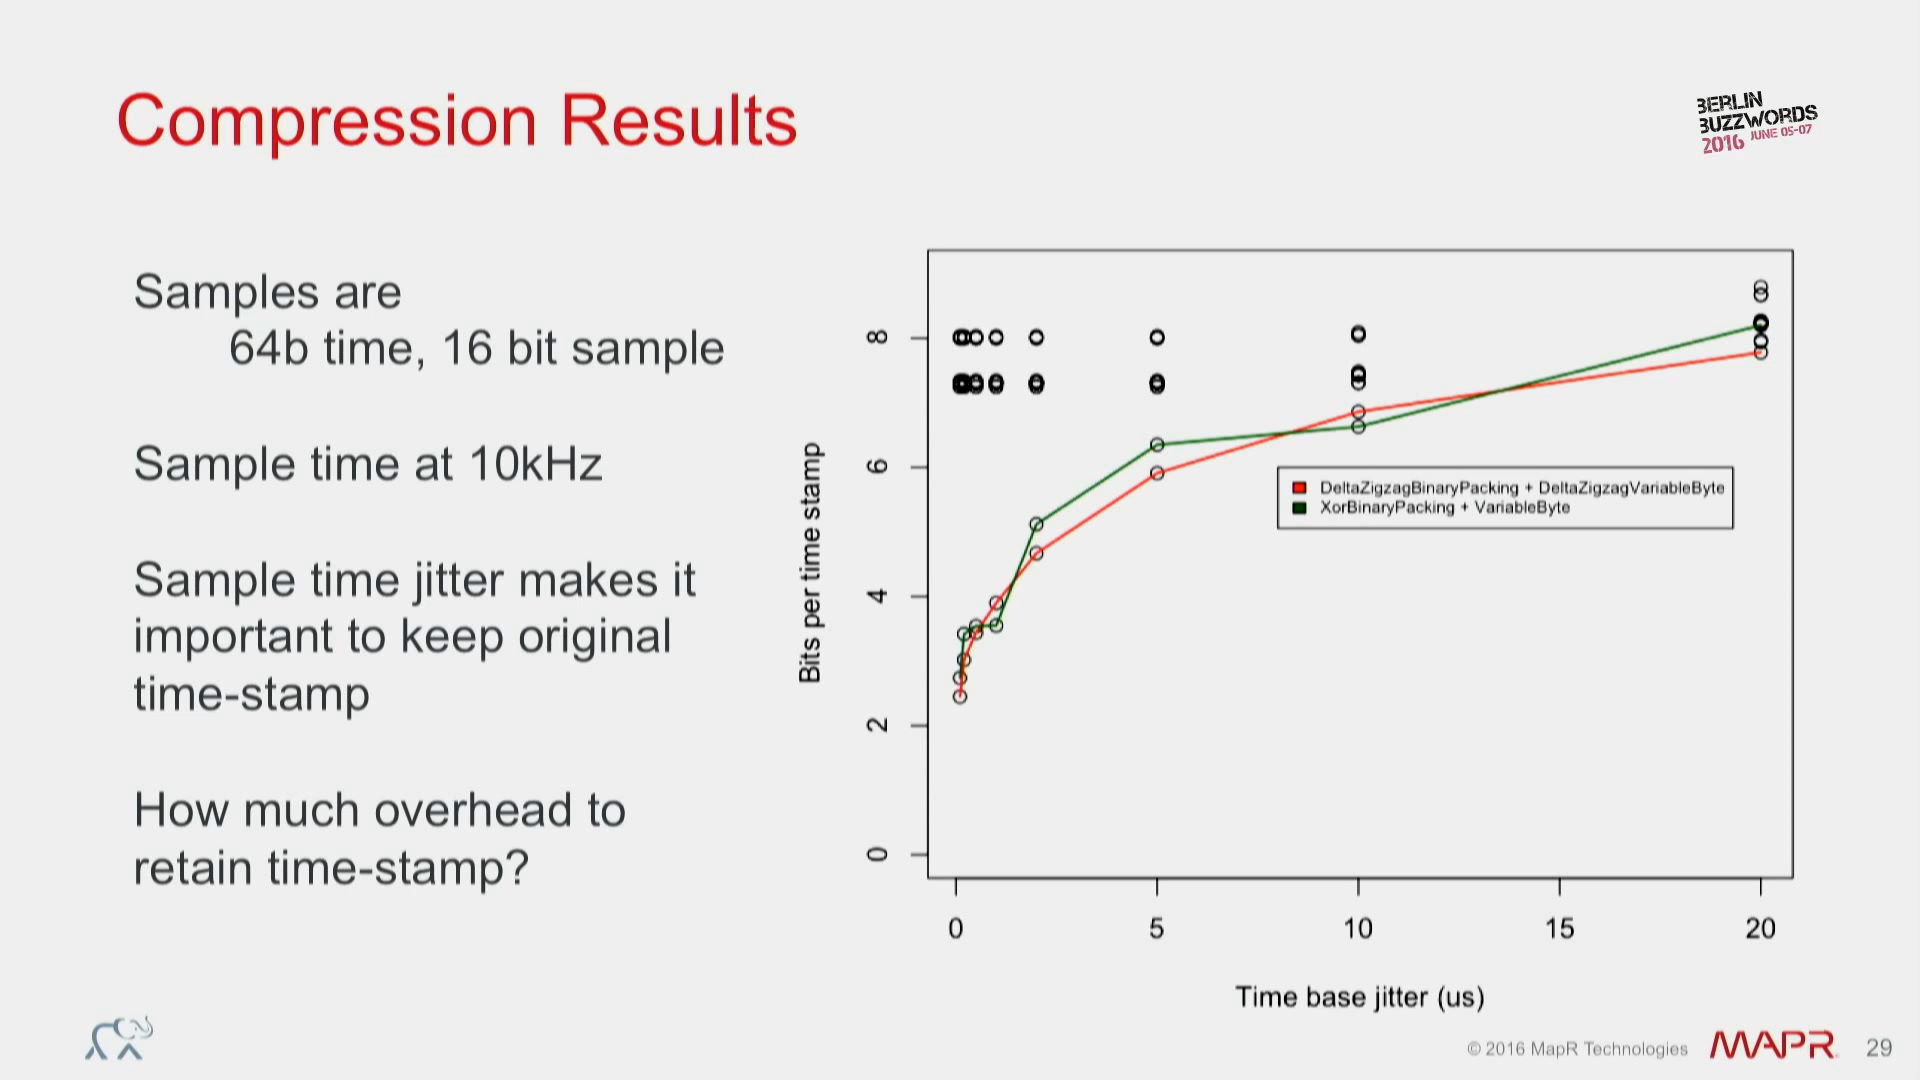 Compression Results
BERLIN
BUZZWORDS
2016 JUNE 05-07
Samples are
64b time, 16 bit sample
Sample time at 10kHz
Sample time jitter makes it
important to keep original
time-stamp
How much overhead to
retain time-stamp?
Bits per time stamp
8
6
4
2
0
DeltaZigzagBinaryPacking + DeltaZigzagVariableByte
XorBinaryPacking + VariableByte
0 5 10 15 20
Time base jitter (us)
© 2016 MapR Technologies MAPR 29